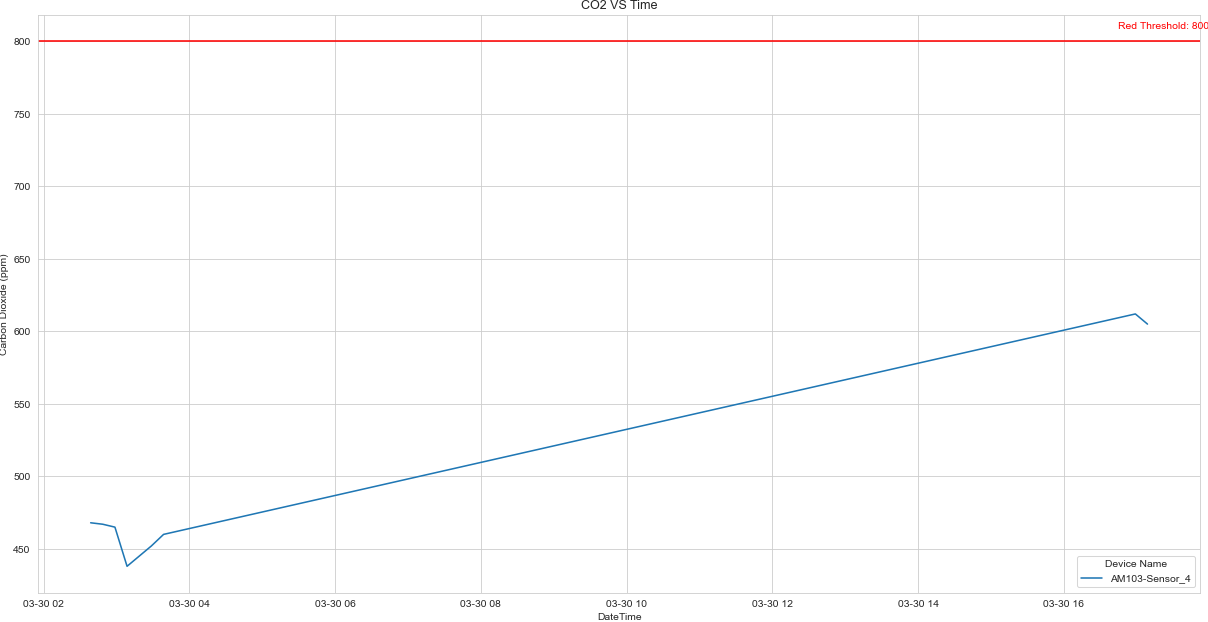 CO2 VS Time
Red Threshold: 800
800
750
700
650
600
550
500
450
Carbon Dioxide (ppm)
Device Name
AM103-Sensor_4
03-30 02
03-30 04
03-30 06
03-30 08
03-30 10
03-30 12
03-30 14
03-30 16
DateTime